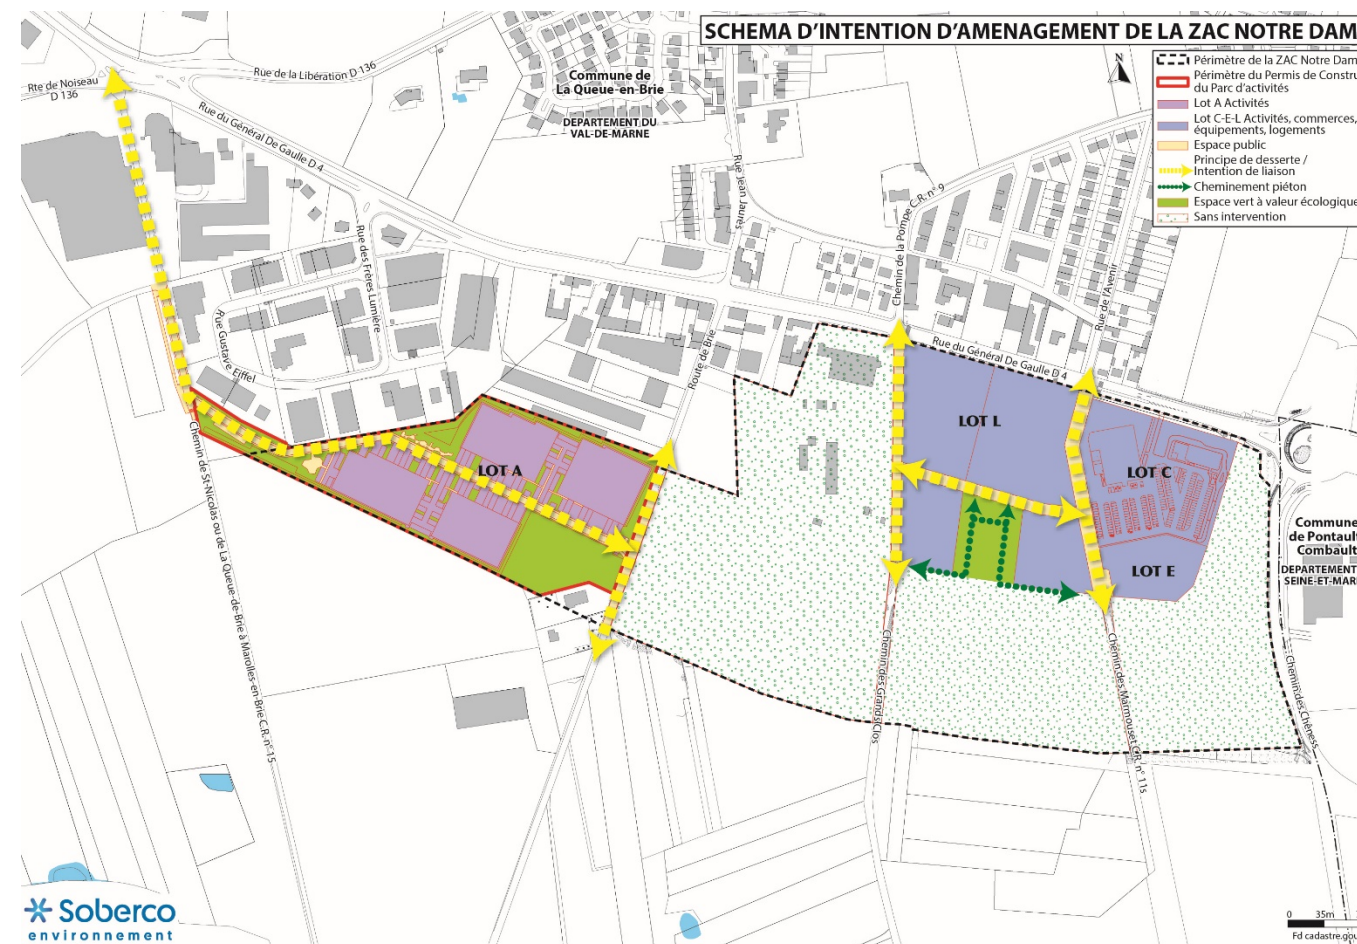 SCHEMA D'INTENTION D'AMENAGEMENT DE LA ZAC NOTRE DAM
Périmètre de la ZAC Notre Dam
Périmètre du Permis de Constru
du Parc d'activités
Lot A Activités
Lot C-E-L Activités, commerces,
équipements, logements
Espace public
Principe de desserte /
Intention de liaison
Cheminement piéton
Espace vert à valeur écologique
Sans intervention
N
Rte de Noiseau
D 136
Rue de la Libération D 136
Commune de
La Queue-en-Brie
DEPARTEMENT DU
VAL-DE-MARNE
Rue du Général De Gaulle D 4
Rue Jean Jaurès
Chemin de la Pompe C.R. n° 9
Rue de l'Avenir
Rue des Frères Lumière
Rue Gustave Eiffel
Route de Brie
Rue du Général De Gaulle D 4
LOT A
LOT L
LOT C
LOT E
Commune
de Pontault
Combault
DEPARTEMENT
SEINE-ET-MAR
Chemin de St-Nicolas ou de La Queue-de-Brie à Marolles-en-Brie C.R. n° 15
Chemin des Grands Clos
Chemin des Marmouset C.R. n° 11s
Chemin des Chêness
Soberco
environnement
0 35m
Fd cadastre.gou